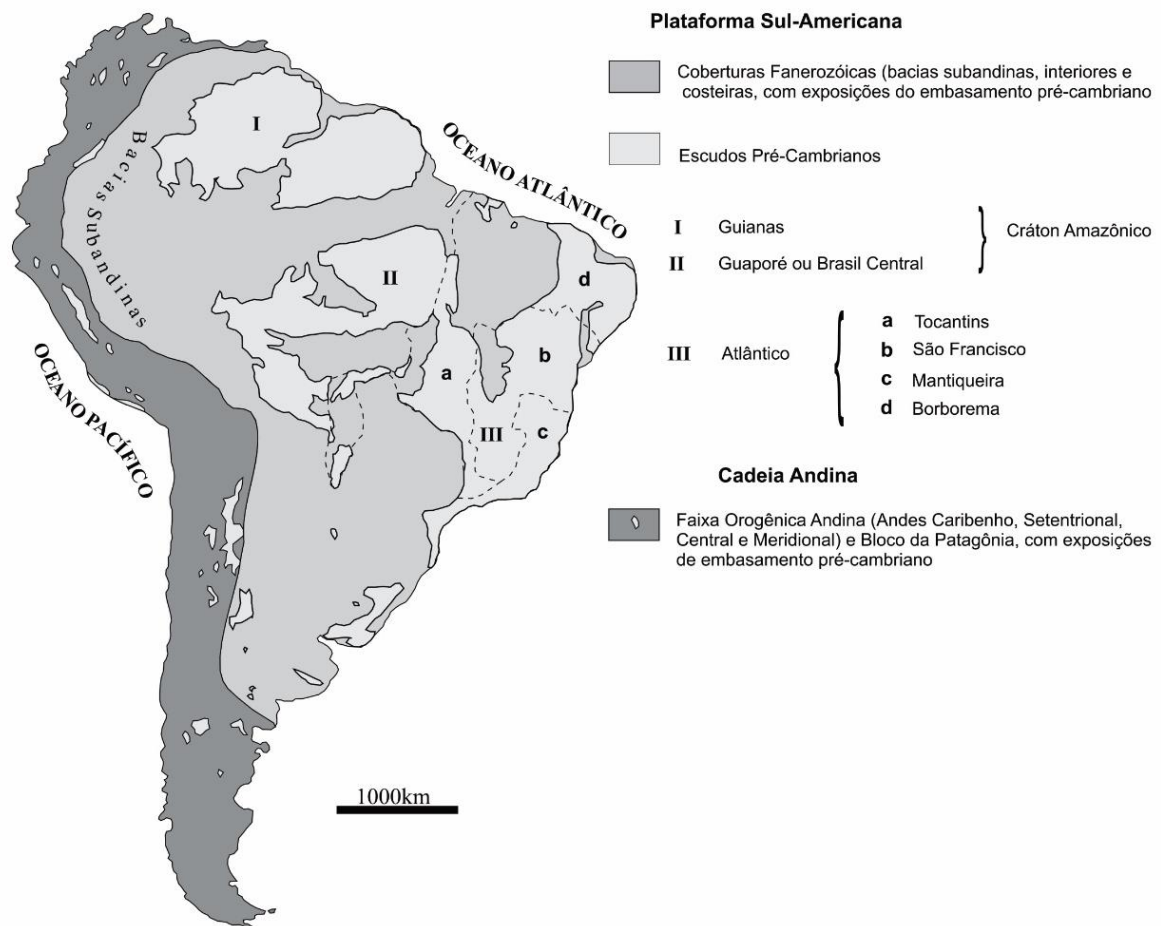 Plataforma Sul-Americana
Coberturas Fanerozóicas (bacias subandinas, interiores e
costeiras, com exposições do embasamento pré-cambriano
Escudos Pré-Cambrianos
I Guianas
II Guaporé ou Brasil Central
Cráton Amazônico
III Atlântico
a Tocantins
b São Francisco
c Mantiqueira
d Borborema
Cadeia Andina
Faixa Orogênica Andina (Andes Caribenho, Setentrional,
Central e Meridional) e Bloco da Patagônia, com exposições
de embasamento pré-cambriano
I
Bacias Subandinas
OCEANO ATLÂNTICO
II
d
b
a
III
c
OCEANO PACÍFICO
1000km